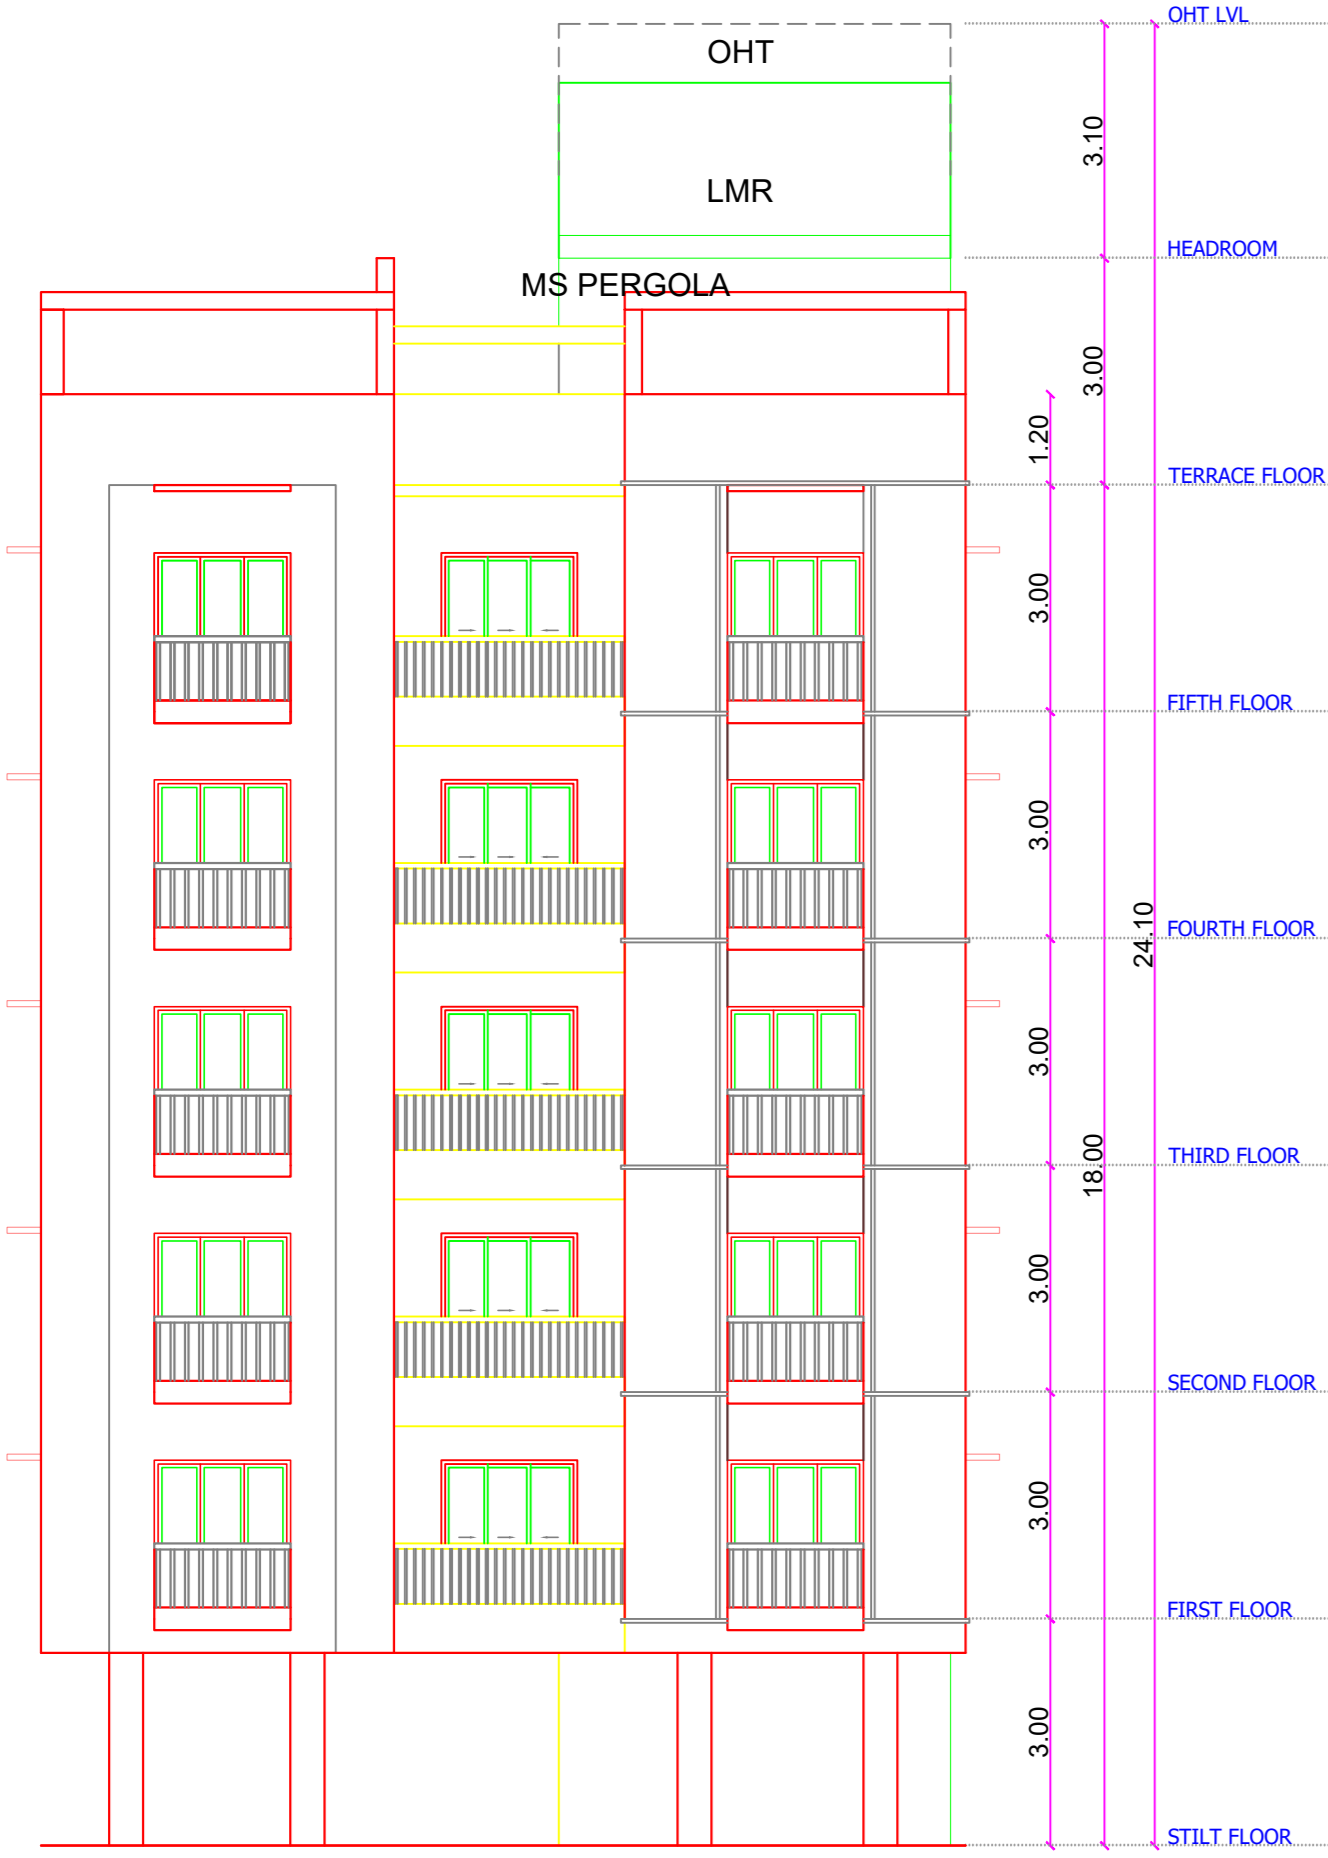 OHT LVL
OHT
3.10
LMR
HEADROOM
MS PERGOLA
3.00
1.20
TERRACE FLOOR
3.00
FIFTH FLOOR
3.00
24.10
FOURTH FLOOR
3.00
THIRD FLOOR
18.00
3.00
SECOND FLOOR
3.00
FIRST FLOOR
3.00
STILT FLOOR